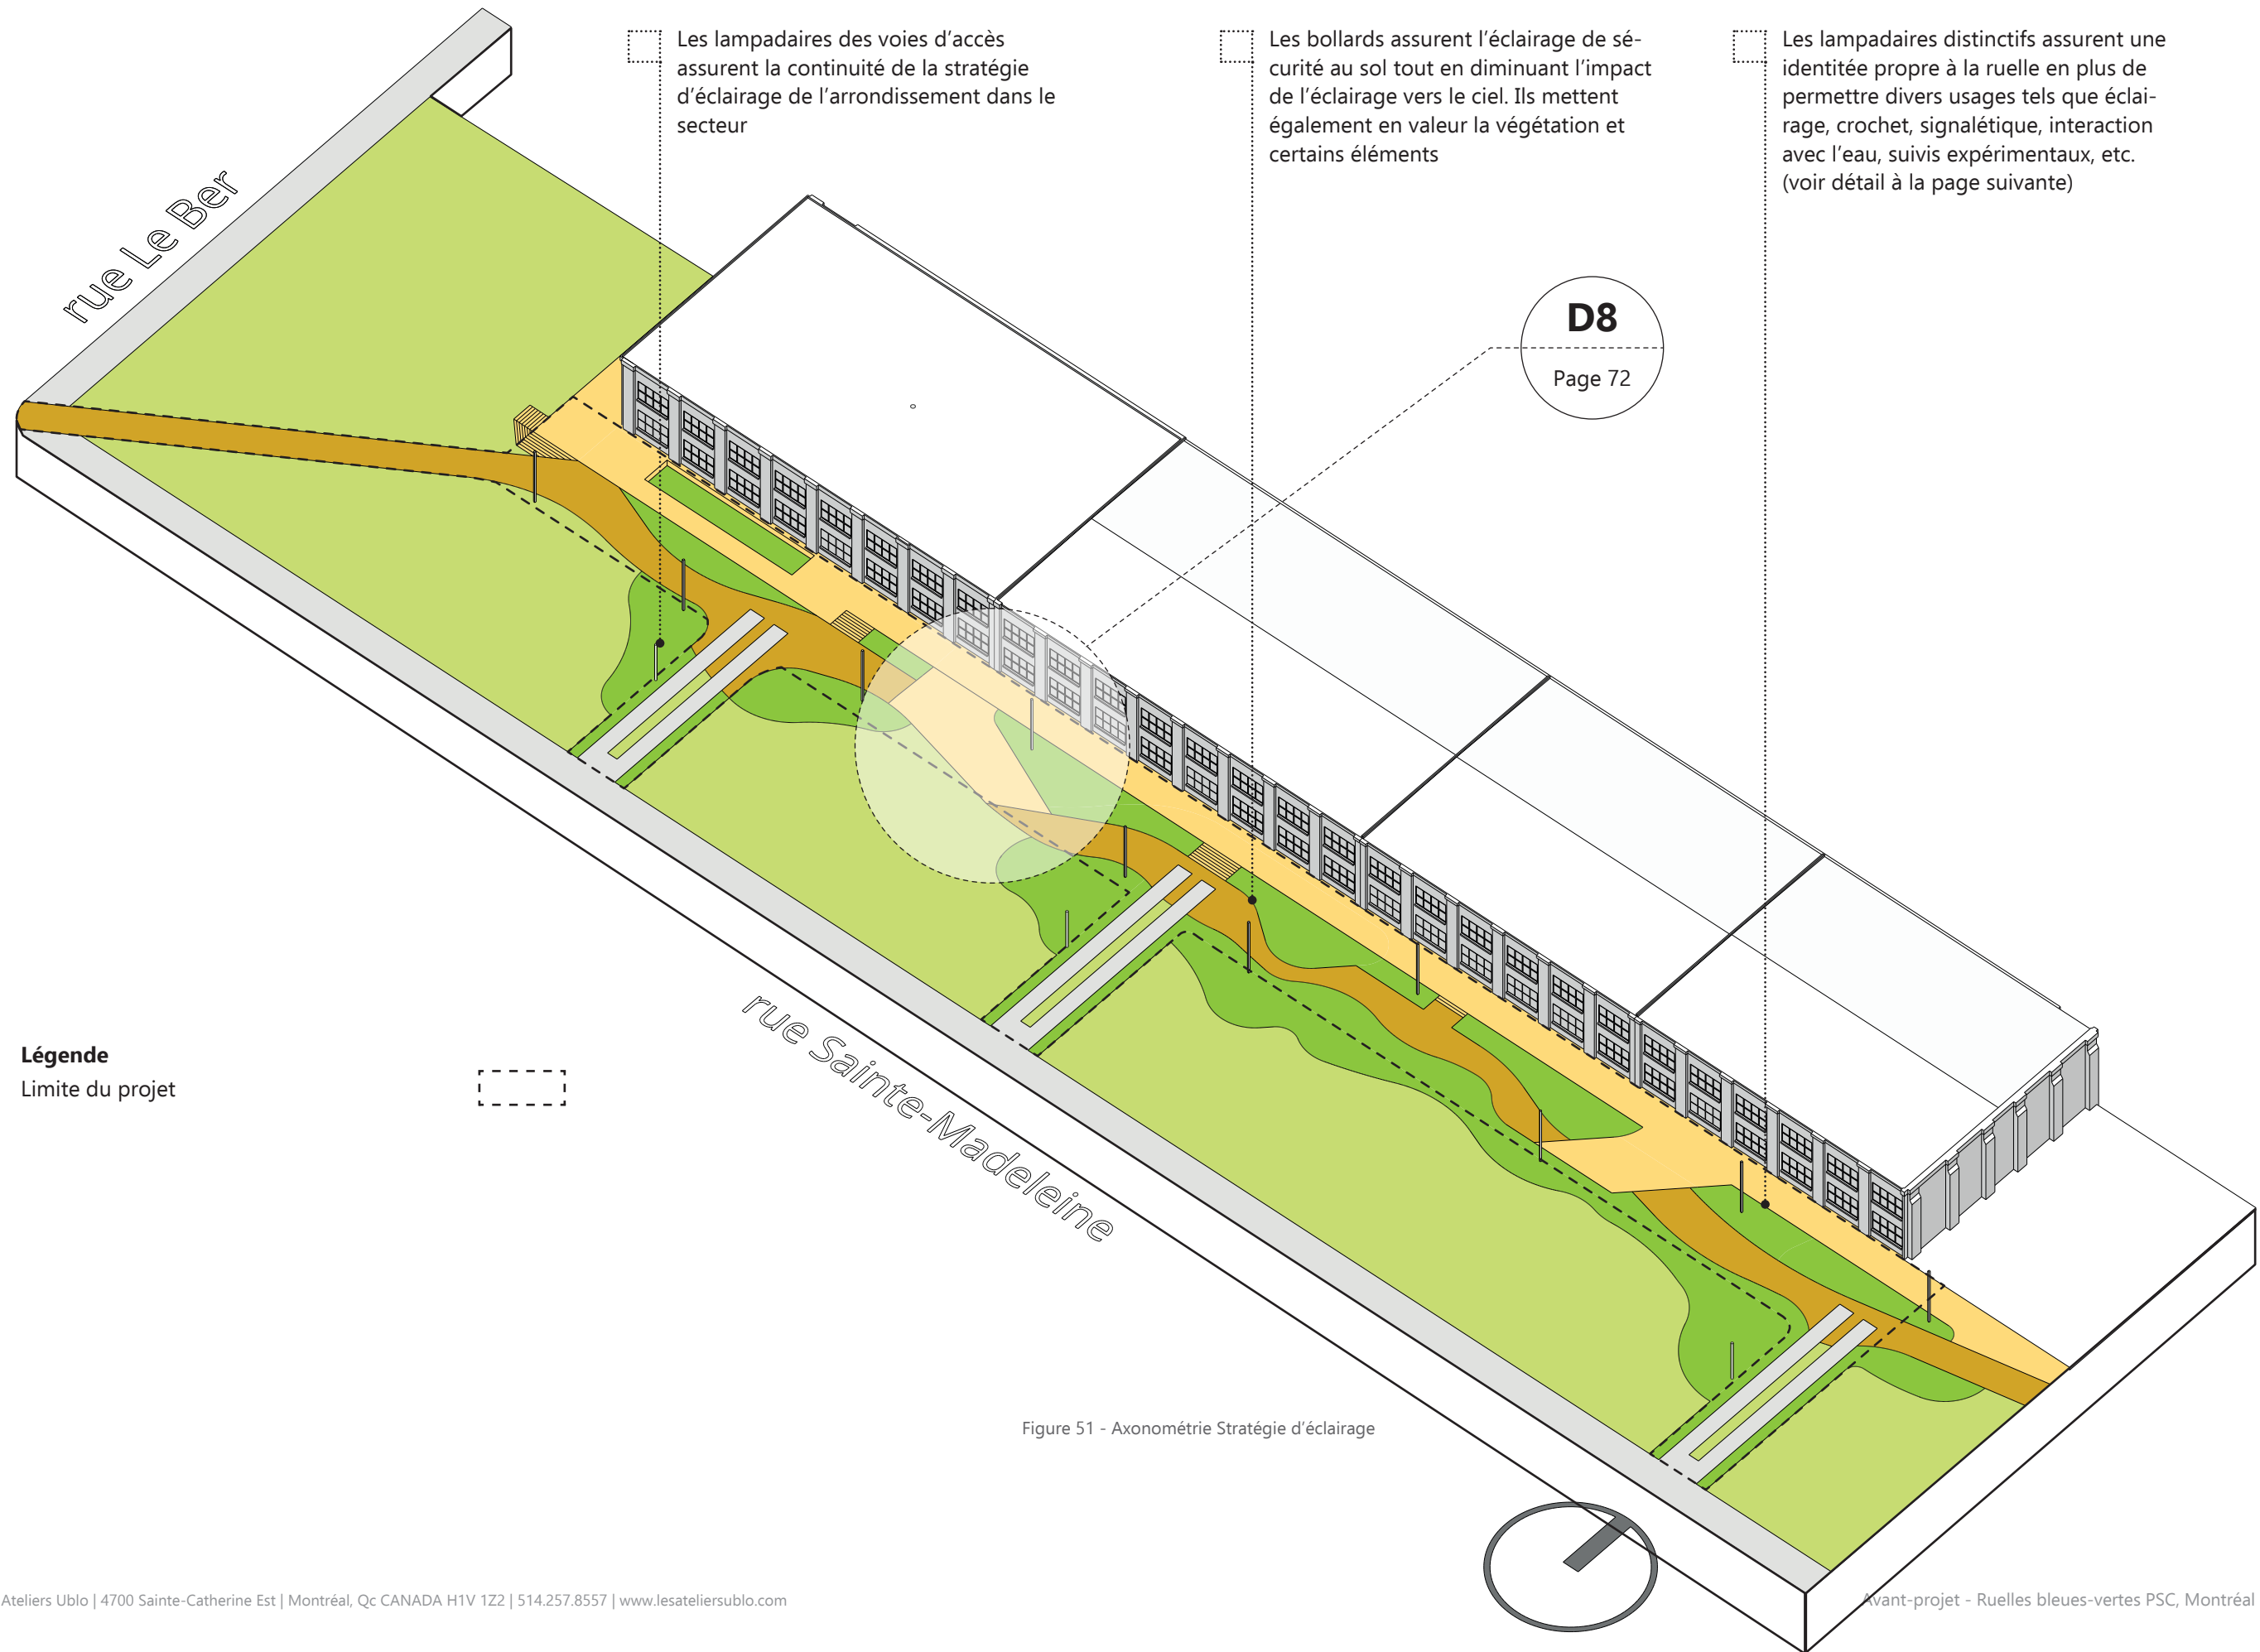 Les lampadaires des voies d'accès
assurent la continuité de la stratégie
d'éclairage de l'arrondissement dans le
secteur
Les bollards assurent l'éclairage de sé-
curité au sol tout en diminuant l'impact
de l'éclairage vers le ciel. Ils mettent
également en valeur la végétation et
certains éléments
Les lampadaires distinctifs assurent une
identitée propre à la ruelle en plus de
permettre divers usages tels que éclai-
rage, crochet, signalétique, interaction
avec l'eau, suivis expérimentaux, etc.
(voir détail à la page suivante)
rue Le Ber
D8
Page 72
rue Sainte-Madeleine
Légende
Limite du projet
Figure 51 - Axonométrie Stratégie d'éclairage
Ateliers Ublo | 4700 Sainte-Catherine Est | Montréal, Qc CANADA H1V 1Z2 | 514.257.8557 | www.lesateliersublo.com
Avant-projet - Ruelles bleues-vertes PSC, Montréal